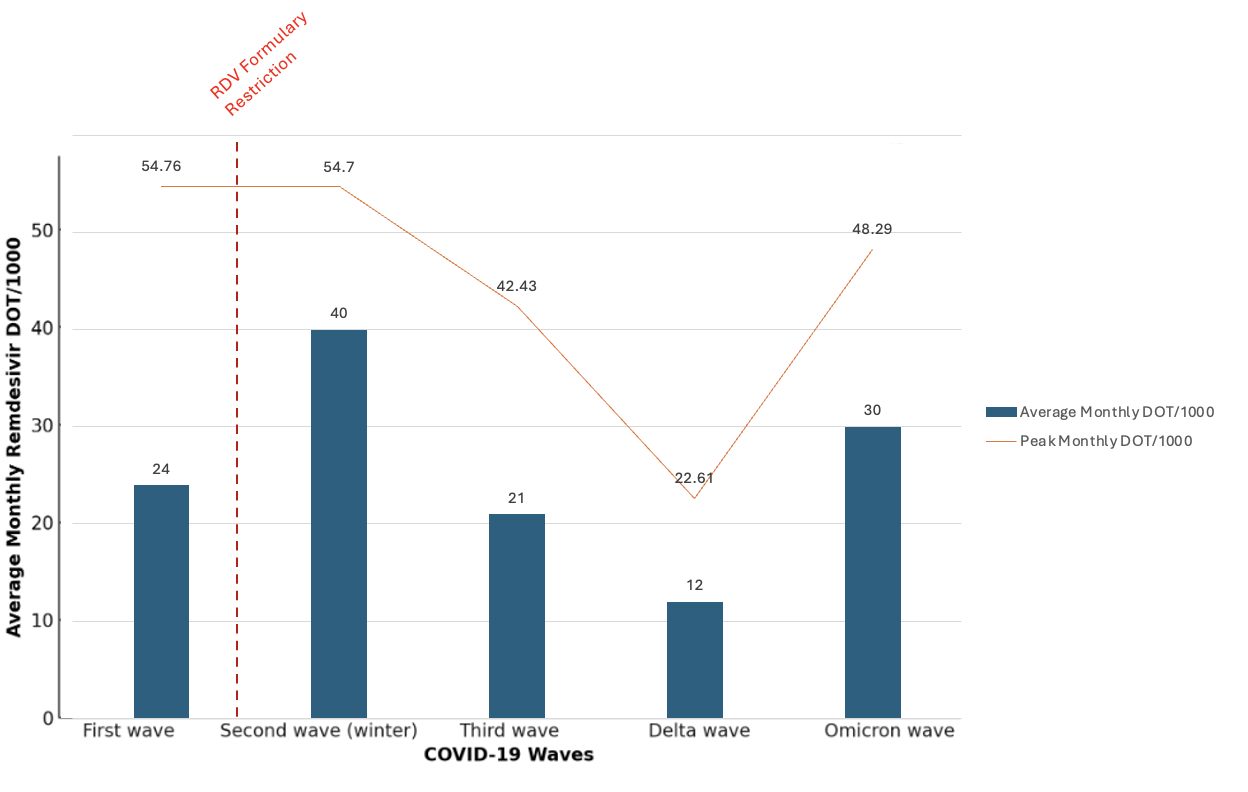 RDV Formulary
Restriction
54.76
54.7
42.43
22.61
48.29
24
40
21
12
30
50
40
30
20
10
0
Average Monthly Remdesivir DOT/1000
First wave
Second wave (winter)
Third wave
Delta wave
Omicron wave
COVID-19 Waves
Average Monthly DOT/1000
Peak Monthly DOT/1000